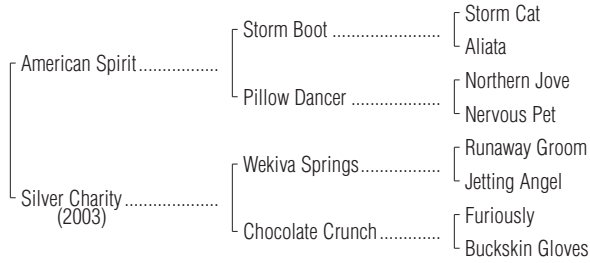 Storm Cat
Storm Boot ........................
Aliata
American Spirit..................
Northern Jove
Pillow Dancer ....................
Nervous Pet
Runaway Groom
Wekiva Springs..................
Jetting Angel
Silver Charity.....................
(2003)
Furiously
Chocolate Crunch..............
Buckskin Gloves